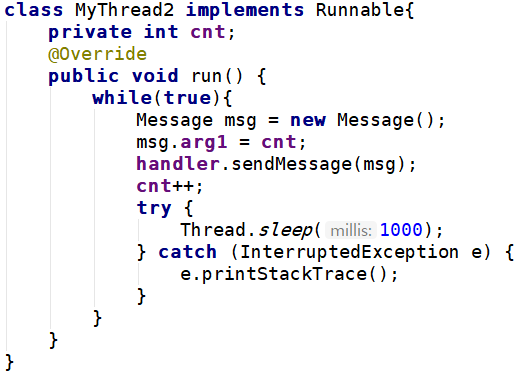 class MyThread2 implements Runnable{
    private int cnt;
    @Override
    public void run() {
        while(true){
            Message msg = new Message();
            msg.arg1 = cnt;
            handler.sendMessage(msg);
            cnt++;
            try {
                Thread.sleep( millis: 1000);
            } catch (InterruptedException e) {
                e.printStackTrace();
            }
        }
    }
}